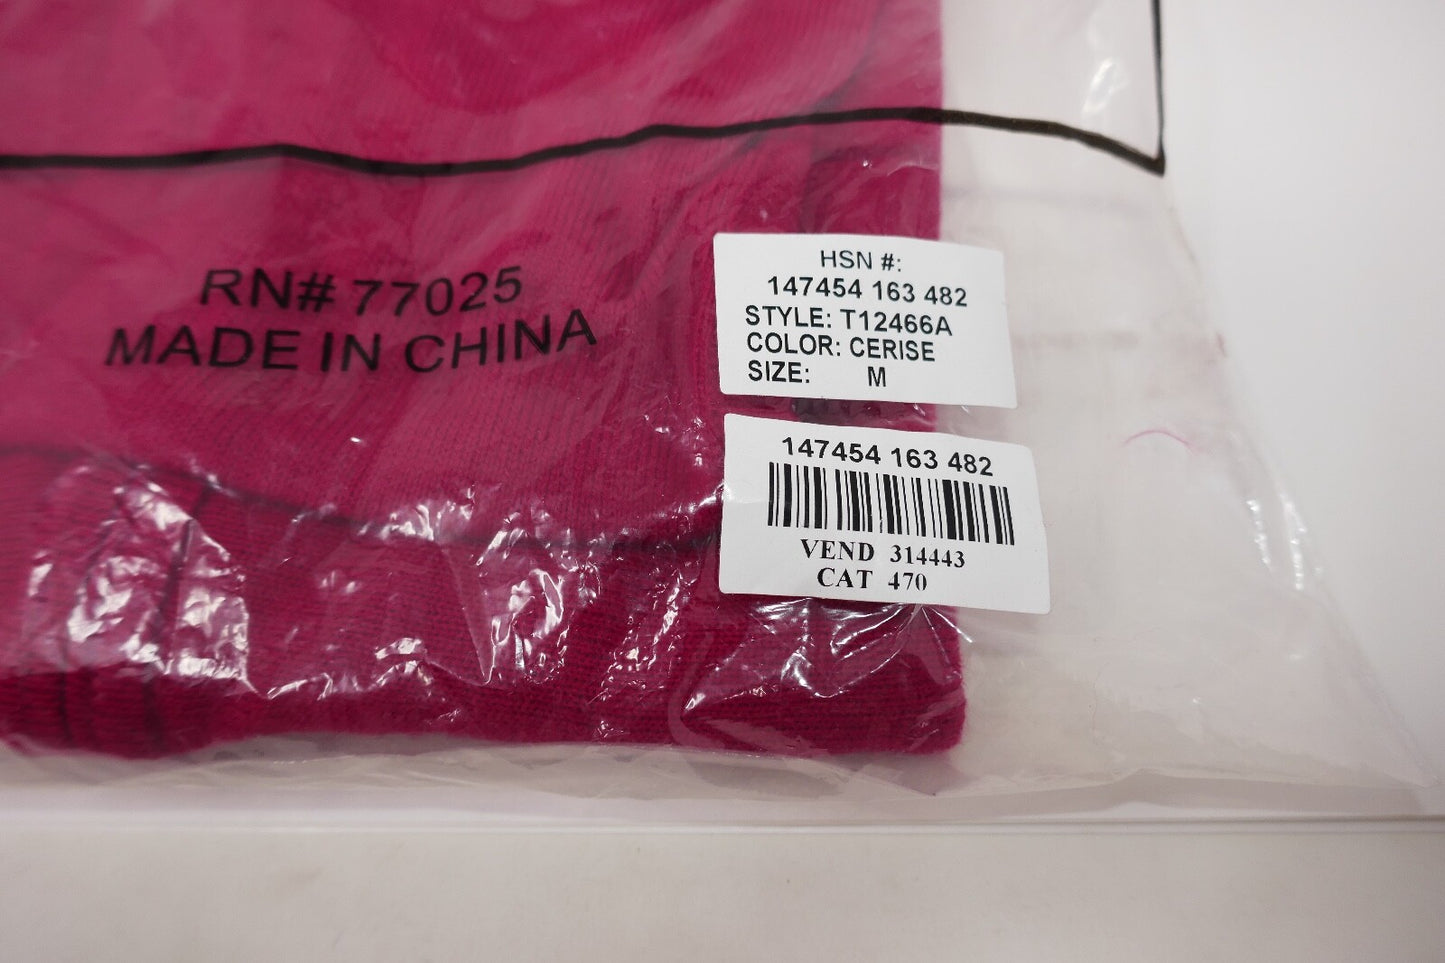 RN# 77025
MADE IN CHINA
HSN #:
147454 163 482
STYLE: T12466A
COLOR: CERISE
SIZE: M
147454 163 482
VEND 314443
CAT 470